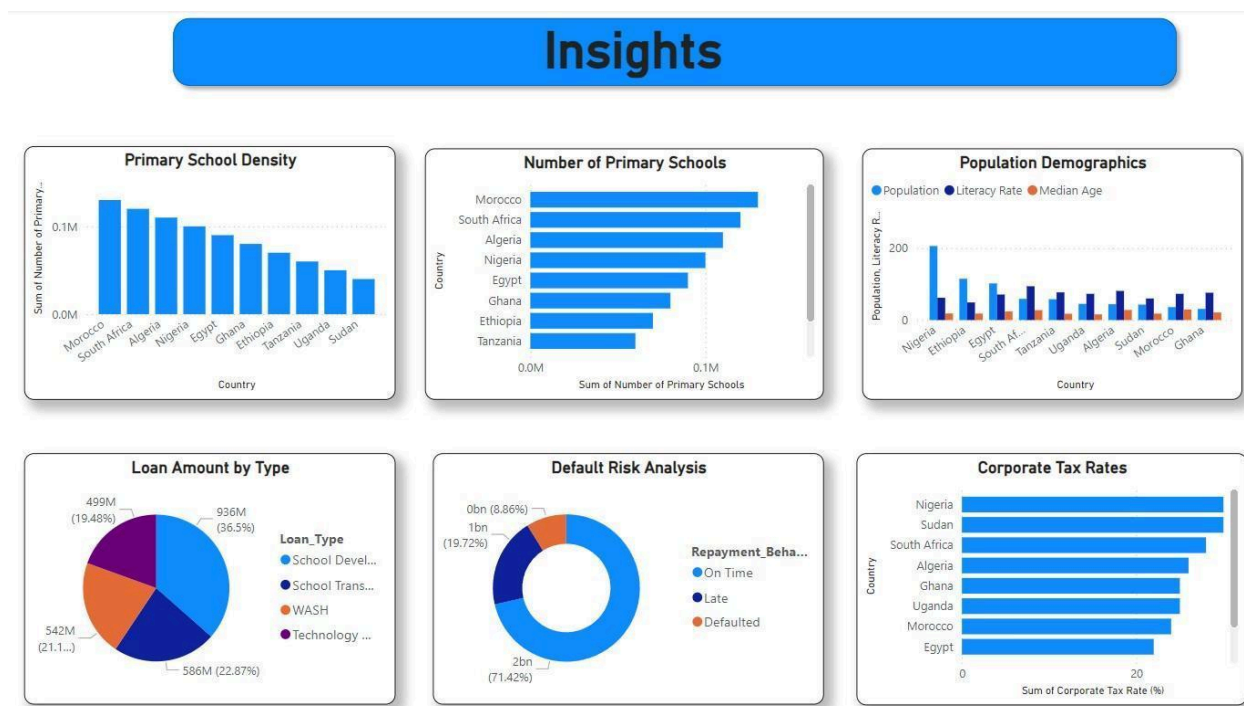 Insights
Primary School Density
Sum of Number of Primary...
0.1M
0.0M
Morocco
South Africa
Algeria
Nigeria
Egypt
Ghana
Ethiopia
Tanzania
Uganda
Sudan
Country
Number of Primary Schools
Country
Morocco
South Africa
Algeria
Nigeria
Egypt
Ghana
Ethiopia
Tanzania
0.0M
0.1M
Sum of Number of Primary Schools
Population Demographics
Population
Literacy Rate
Median Age
Population, Literacy R...
200
0
Nigeria
Ethiopia
Egypt
South Af...
Tanzania
Uganda
Algeria
Sudan
Morocco
Ghana
Country
Loan Amount by Type
499M
(19.48%)
936M
(36.5%)
542M
(21.1...)
586M (22.87%)
Loan_Type
School Devel...
School Trans...
WASH
Technology ...
Default Risk Analysis
0bn (8.86%)
1bn
(19.72%)
2bn
(71.42%)
Repayment_Beha...
On Time
Late
Defaulted
Corporate Tax Rates
Country
Nigeria
Sudan
South Africa
Algeria
Ghana
Uganda
Morocco
Egypt
0
20
Sum of Corporate Tax Rate (%)